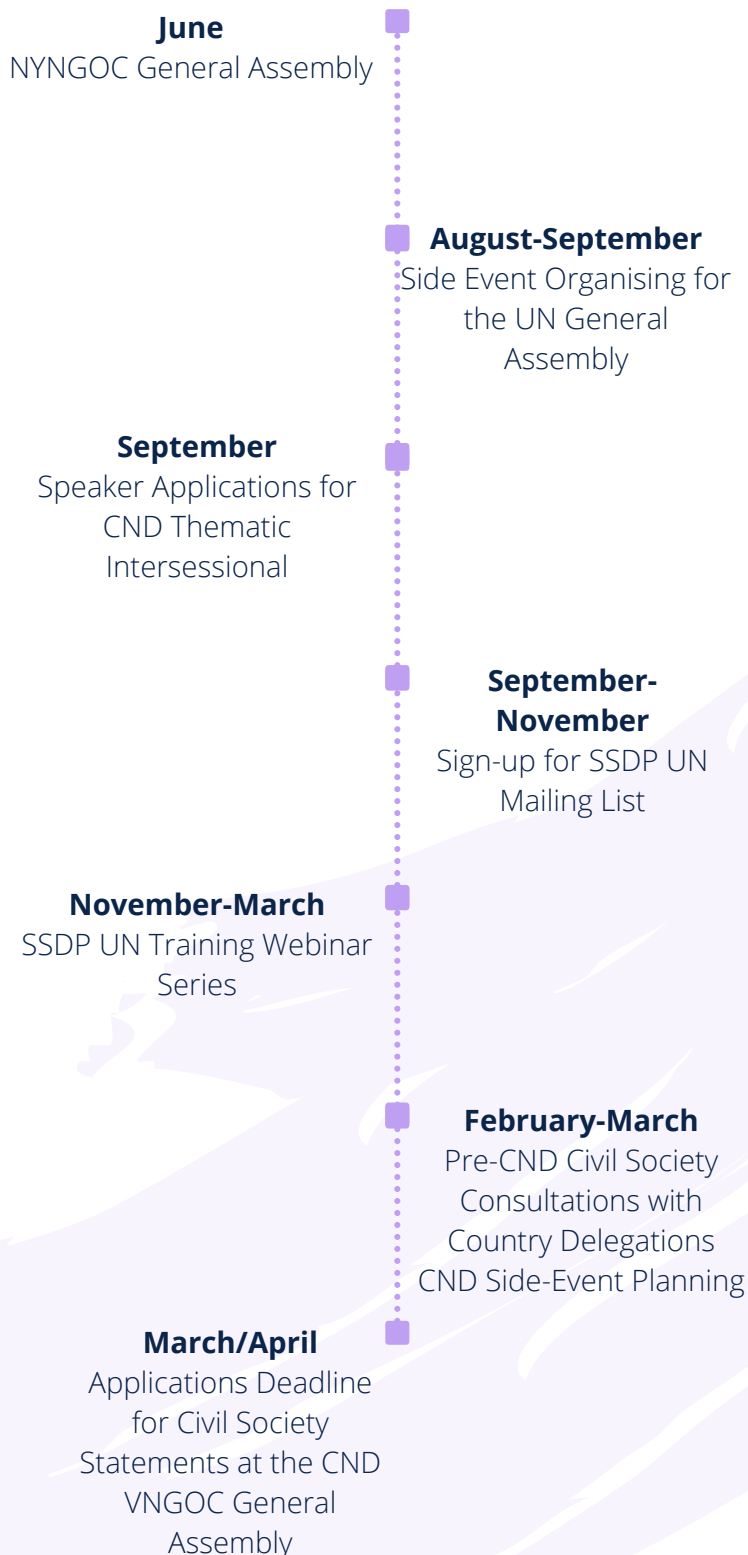 June
NYNGOC General Assembly
August-September
Side Event Organising for
the UN General
Assembly
September
Speaker Applications for
CND Thematic
Intersessional
September-
November
Sign-up for SSDP UN
Mailing List
November-March
SSDP UN Training Webinar
Series
February-March
Pre-CND Civil Society
Consultations with
Country Delegations
CND Side-Event Planning
March/April
Applications Deadline
for Civil Society
Statements at the CND
VNGOC General
Assembly